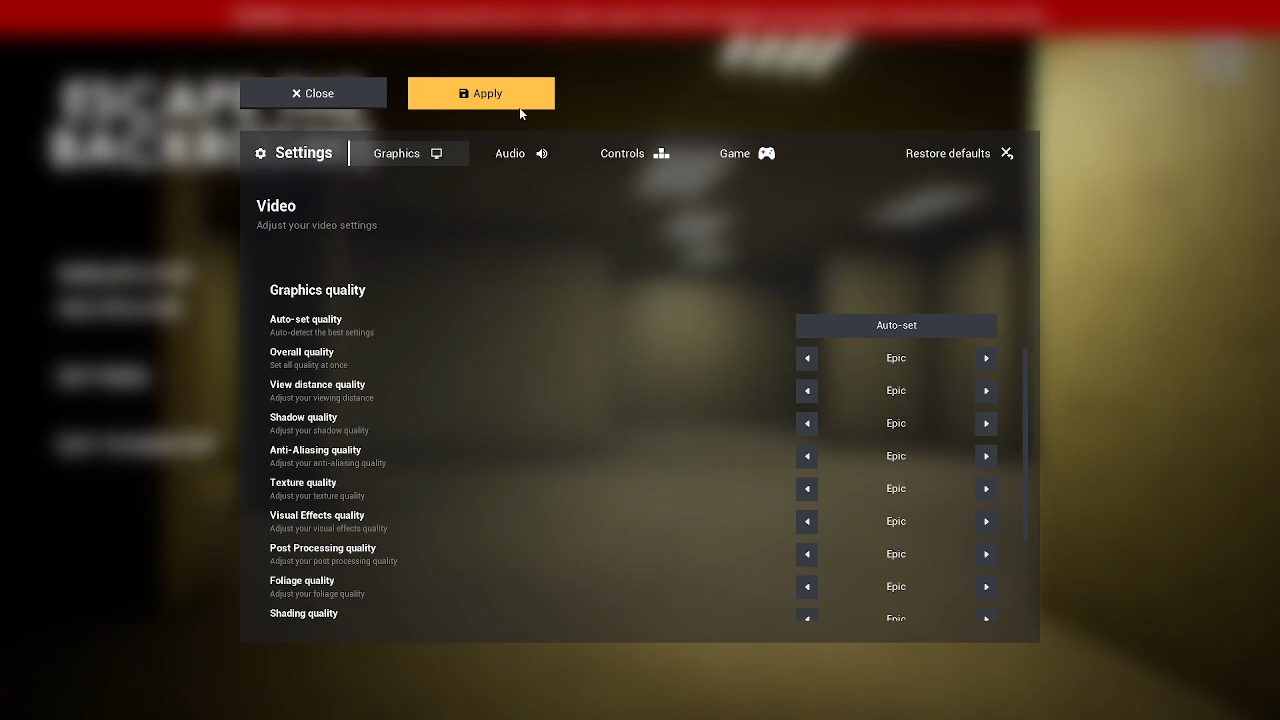 Close
Apply
Settings
Graphics
Audio
Controls
Game
Restore defaults
Video
Adjust your video settings
Graphics quality
Auto-set quality
Auto-detect the best settings
Auto-set
Overall quality
Set all quality at once
Epic
View distance quality
Adjust your viewing distance
Epic
Shadow quality
Adjust your shadow quality
Epic
Anti-Aliasing quality
Adjust your anti-aliasing quality
Epic
Texture quality
Adjust your texture quality
Epic
Visual Effects quality
Adjust your visual effects quality
Epic
Post Processing quality
Adjust your post processing quality
Epic
Foliage quality
Adjust your foliage quality
Epic
Shading quality
Epic